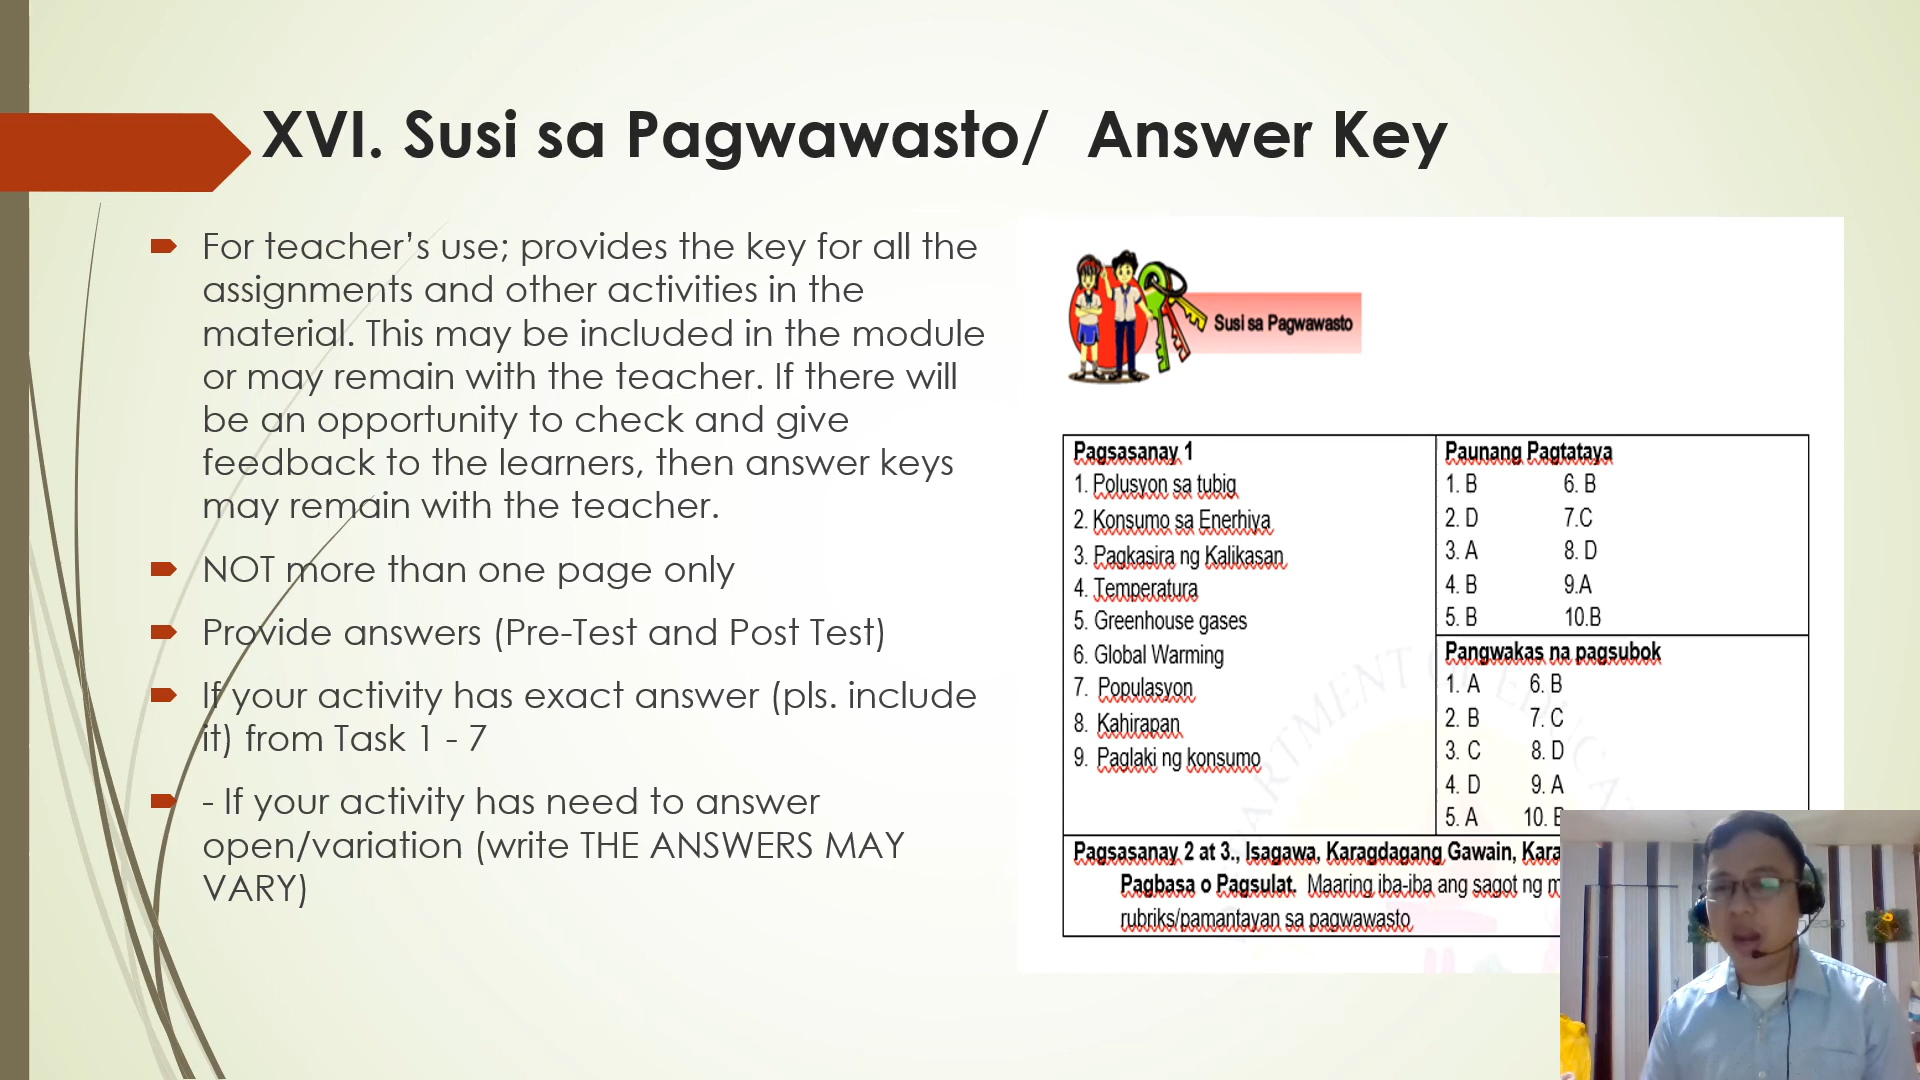 XVI. Susi sa Pagwawasto/ Answer Key
For teacher’s use; provides the key for all the
assignments and other activities in the
material. This may be included in the module
or may remain with the teacher. If there will
be an opportunity to check and give
feedback to the learners, then answer keys
may remain with the teacher.
NOT more than one page only
Provide answers (Pre-Test and Post Test)
If your activity has exact answer (pls. include
it) from Task 1 - 7
- If your activity has need to answer
open/variation (write THE ANSWERS MAY
VARY)
Susi sa Pagwawasto
Pagsasanay 1
1. Polusyon sa tubig
2. Konsumo sa Enerhiya
3. Pagkasira ng Kalikasan
4. Temperatura
5. Greenhouse gases
6. Global Warming
7. Populasyon
8. Kahirapan
9. Paglaki ng konsumo
Paunang Pagtataya
1. B 6. B
2. D 7.C
3. A 8. D
4. B 9.A
5. B 10.B
Pangwakas na pagsubok
1. A 6. B
2. B 7. C
3. C 8. D
4. D 9. A
5. A 10.
Pagsasanay 2 at 3., Isagawa, Karagdagang Gawain,
Pagbasa o Pagsulat. Maaring iba-iba ang sagot ng
rubriks/pamantayan sa pagwawasto